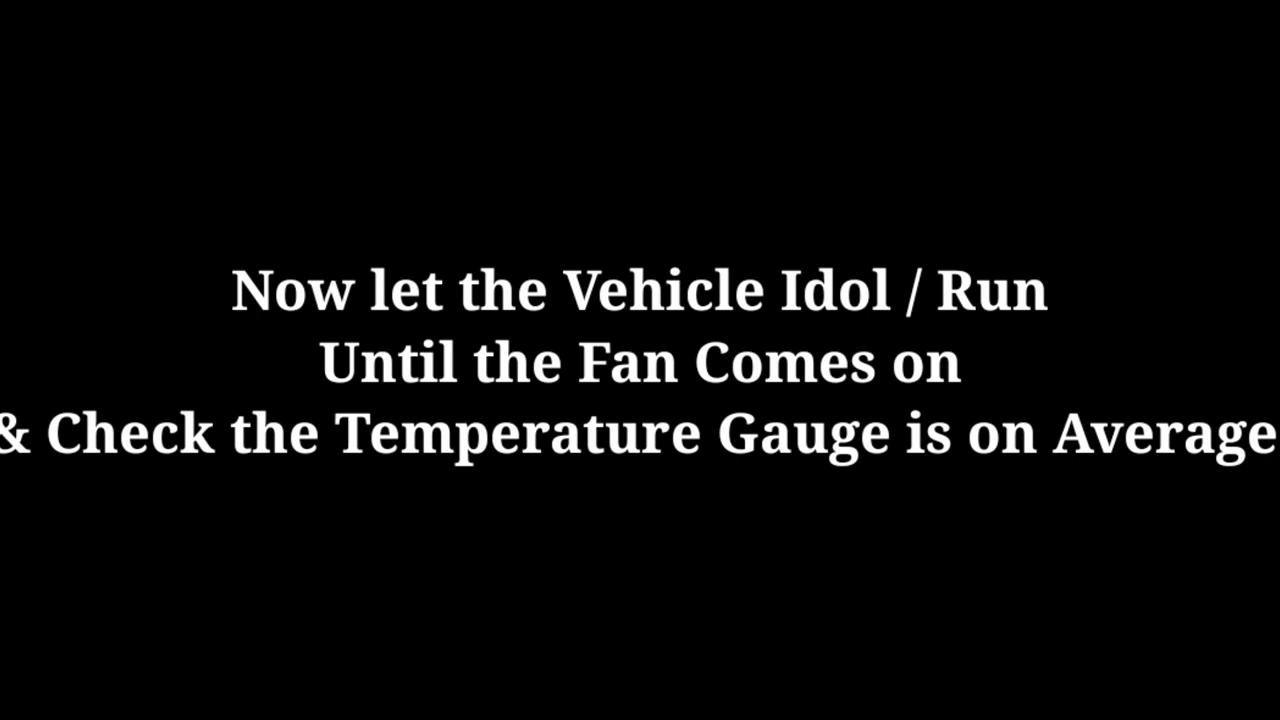 Now let the Vehicle Idol / Run
Until the Fan Comes on
& Check the Temperature Gauge is on Average